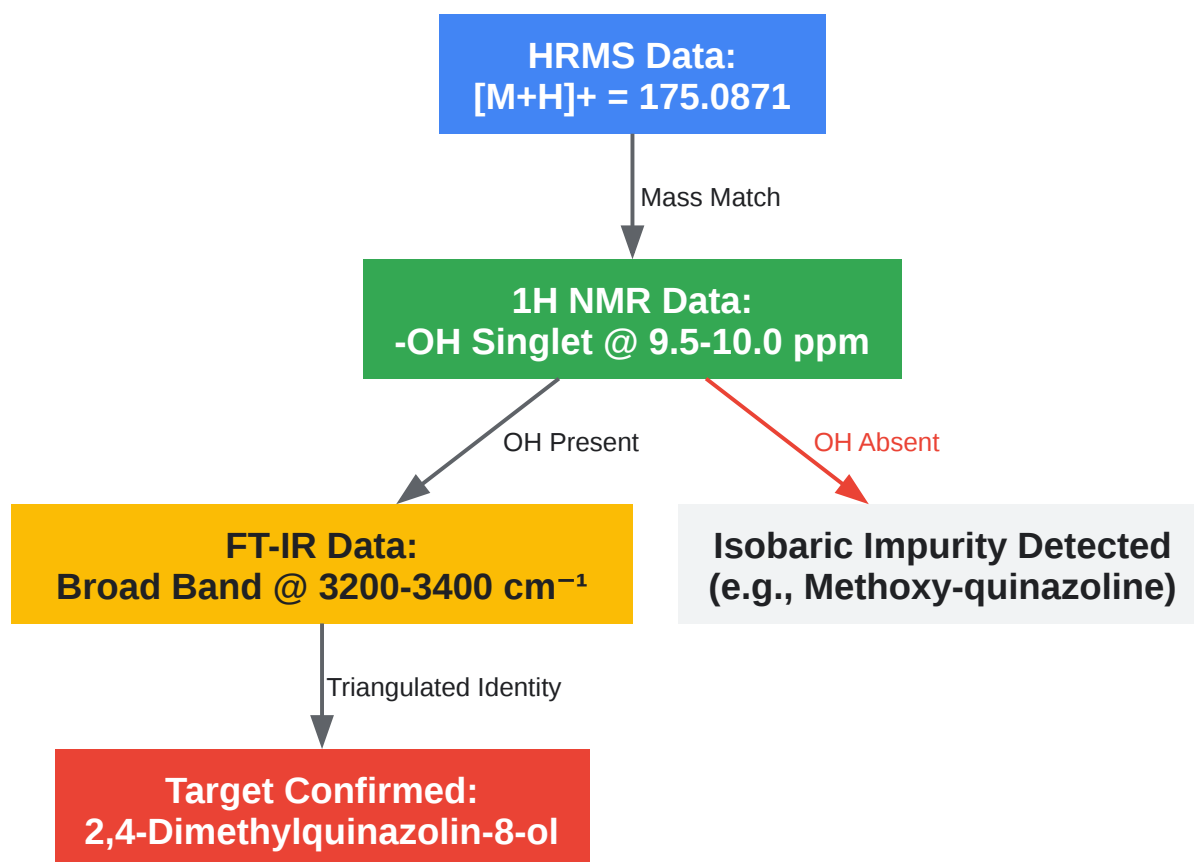 HRMS Data:
[M+H]+ = 175.0871
Mass Match
1H NMR Data:
-OH Singlet @ 9.5-10.0 ppm
OH Present
OH Absent
FT-IR Data:
Broad Band @ 3200-3400 cm⁻¹
Isobaric Impurity Detected
(e.g., Methoxy-quinazoline)
Triangulated Identity
Target Confirmed:
2,4-Dimethylquinazolin-8-ol